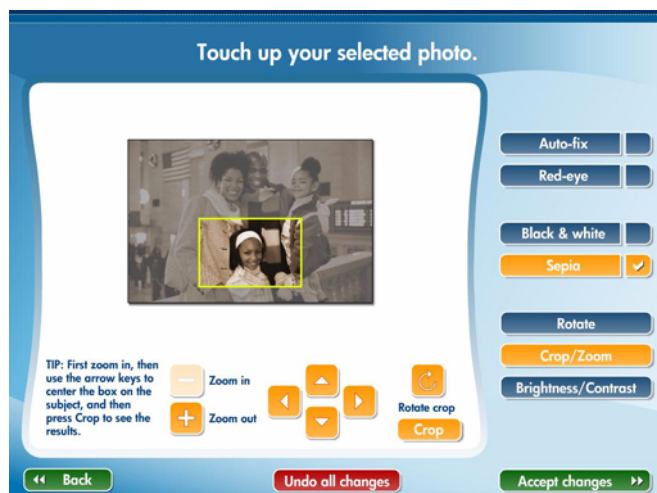 Touch up your selected photo.
Auto-fix
Red-eye
Black & white
Sepia
Rotate
Crop/Zoom
Brightness/Contrast
TIP: First zoom in, then
use the arrow keys to
center the box on the
subject, and then
press Crop to see the
results.
Zoom in
Zoom out
Rotate crop
Crop
Back
Undo all changes
Accept changes